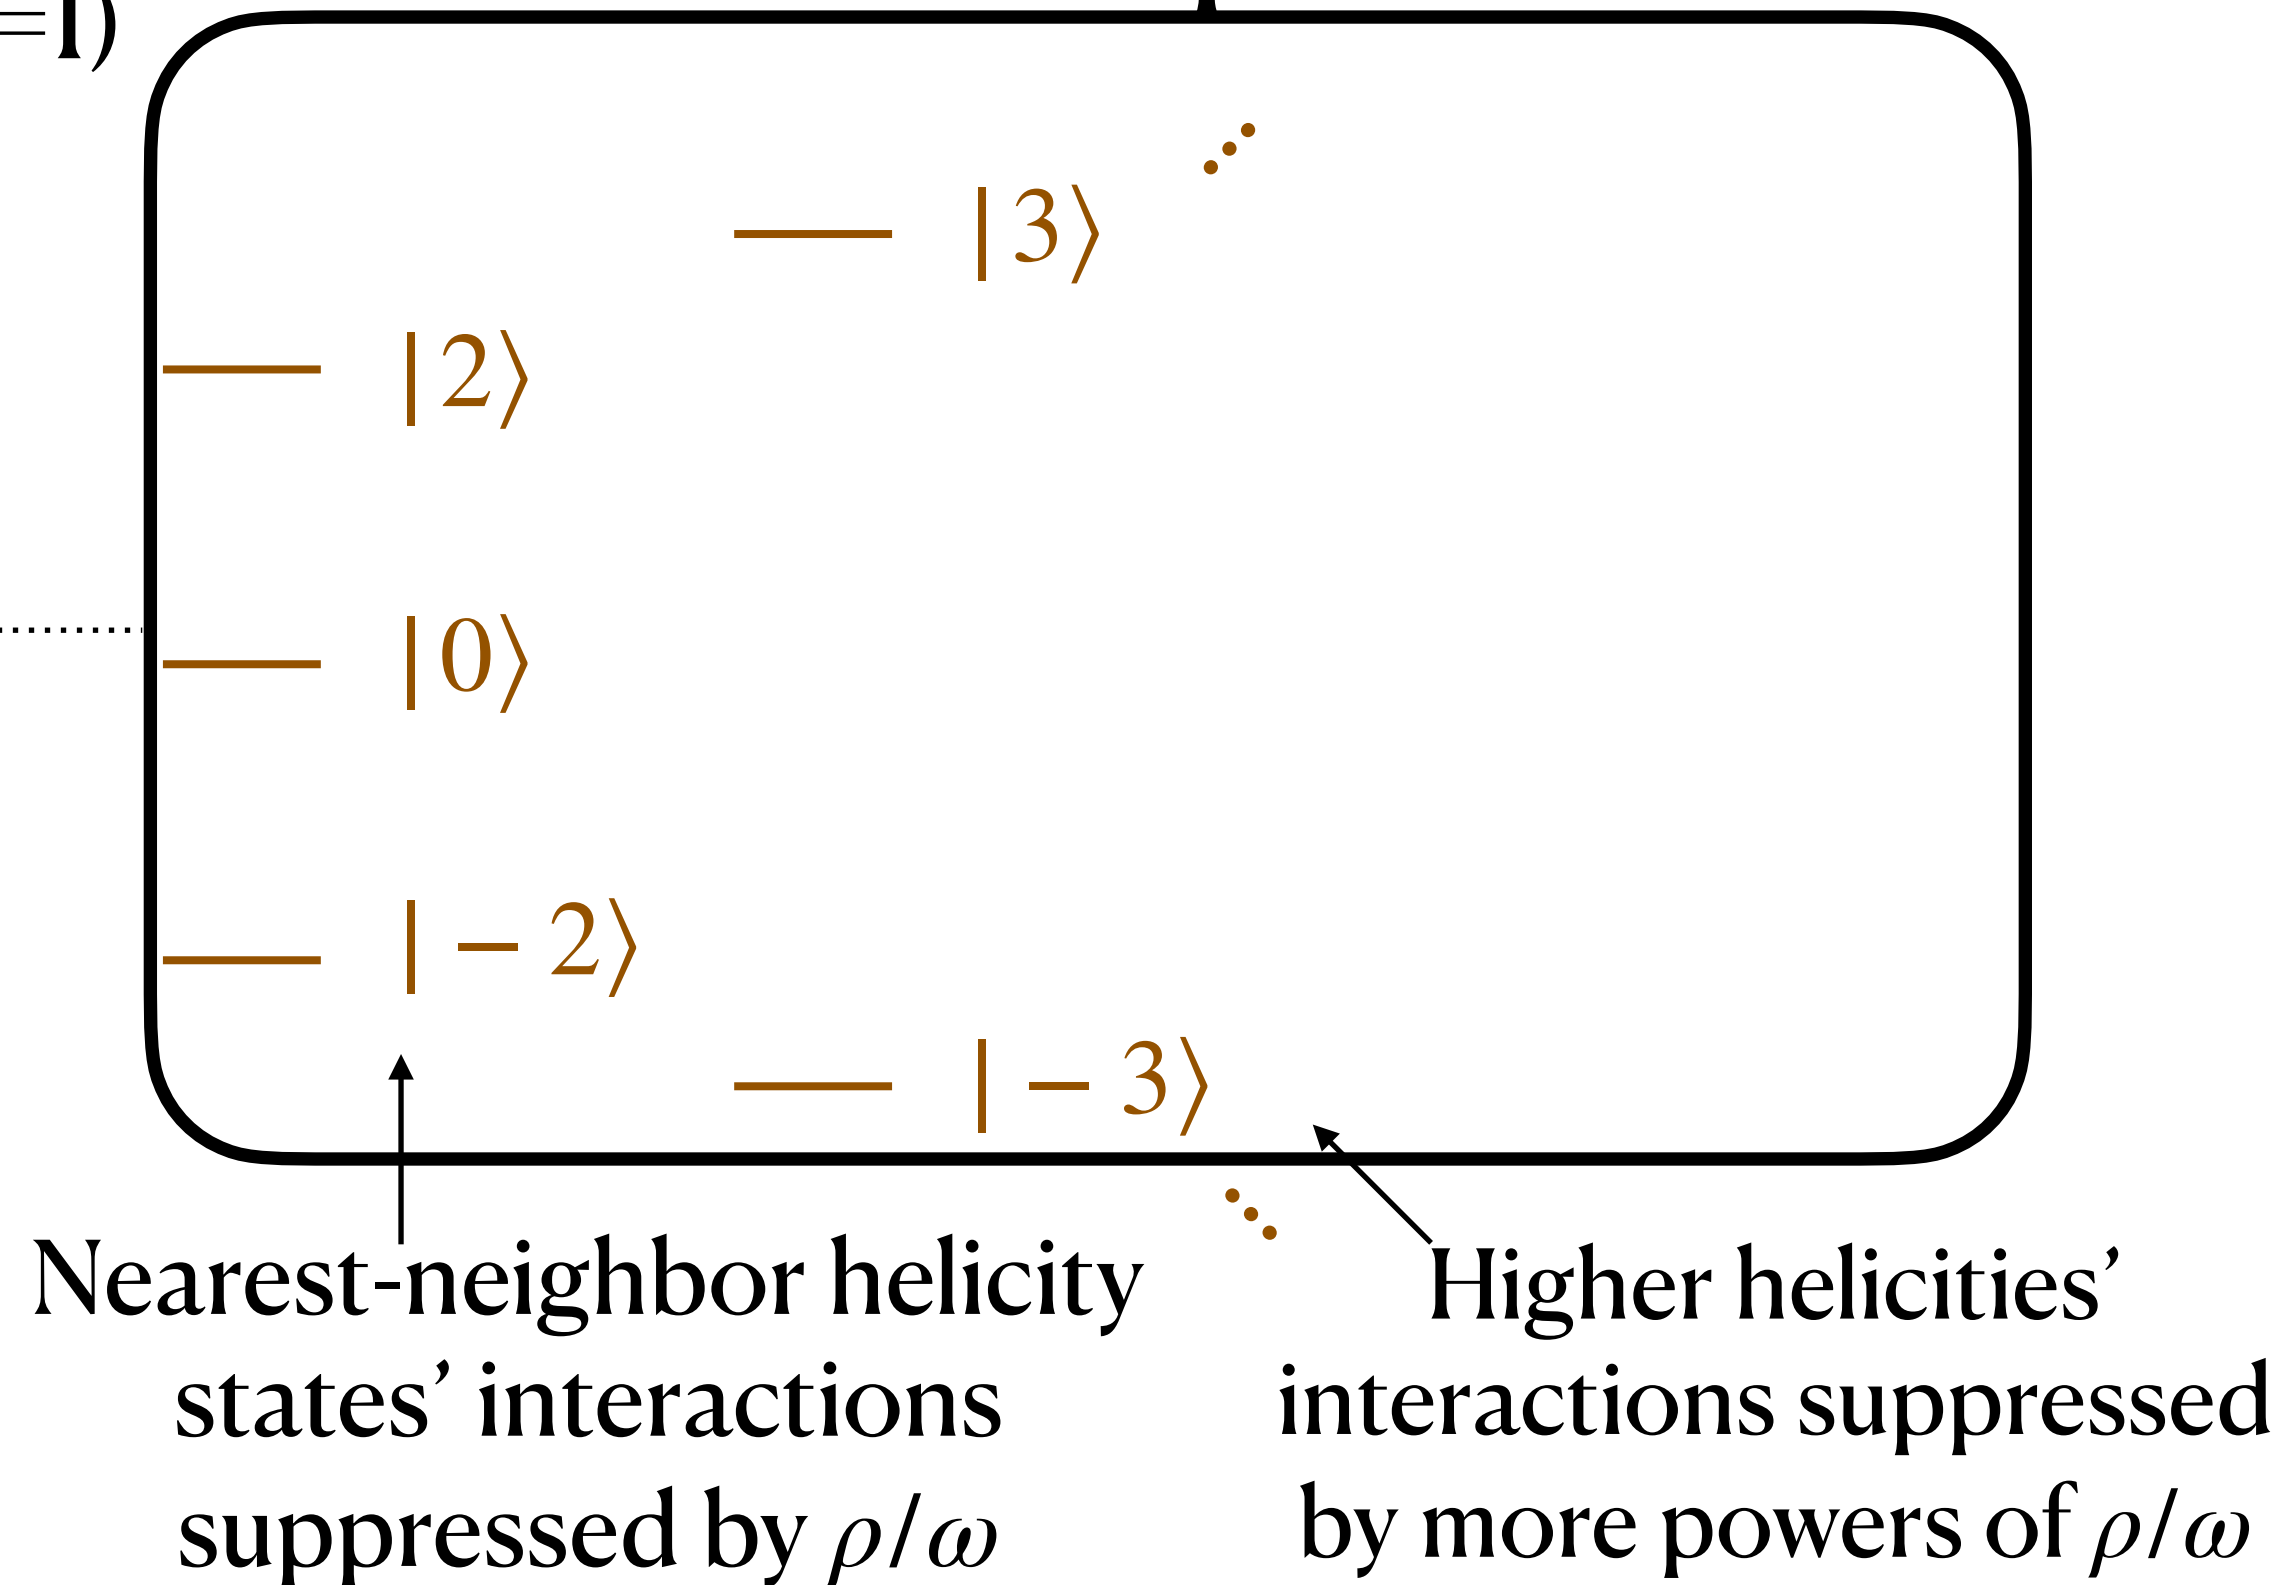 =1)
|3⟩
|2⟩
|0⟩
|−2⟩
|−3⟩
Nearest-neighbor helicity
states’ interactions
suppressed by ρ/ω
Higher helicities’
interactions suppressed
by more powers of ρ/ω